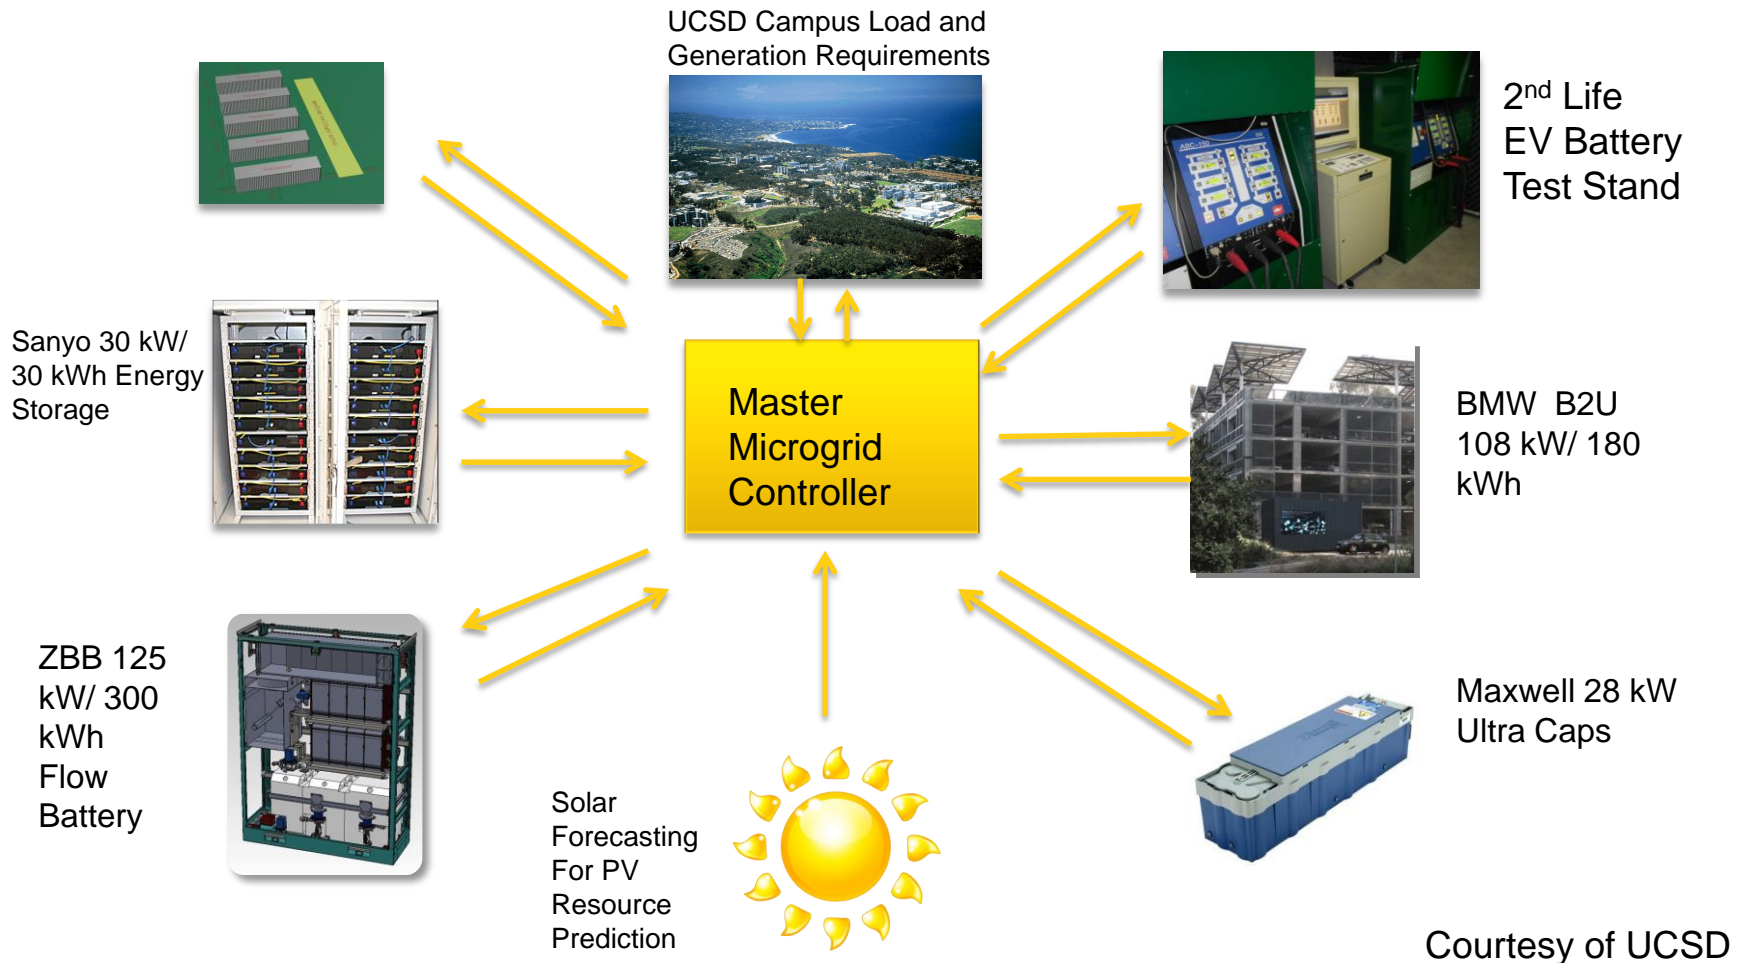 UCSD Campus Load and
Generation Requirements
2nd Life
EV Battery
Test Stand
ABC-150
Sanyo 30 kW/
30 kWh Energy
Storage
Master
Microgrid
Controller
BMW B2U
108 kW/ 180
kWh
ZBB 125
kW/ 300
kWh
Flow
Battery
Maxwell 28 kW
Ultra Caps
Solar
Forecasting
For PV
Resource
Prediction
Courtesy of UCSD